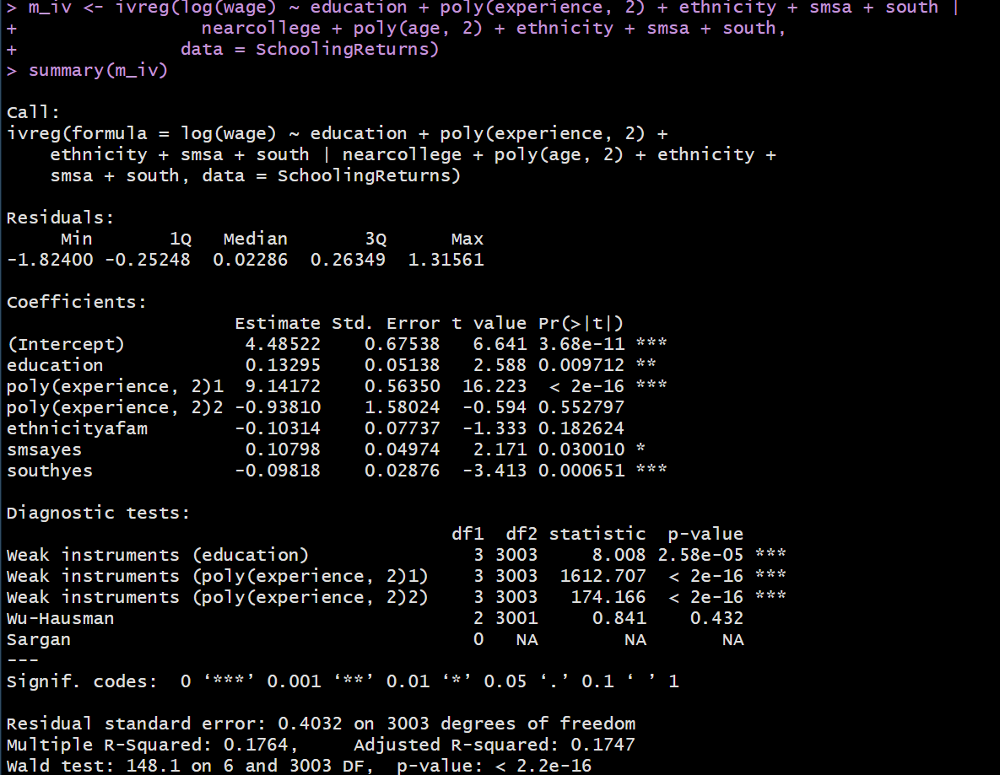 > m_iv <- ivreg(log(wage) ~ education + poly(experience, 2) + ethnicity + smsa + south |
+                  nearcollege + poly(age, 2) + ethnicity + smsa + south,
+                data = SchoolingReturns)
> summary(m_iv)

Call:
ivreg(formula = log(wage) ~ education + poly(experience, 2) +
    ethnicity + smsa + south | nearcollege + poly(age, 2) + ethnicity +
    smsa + south, data = SchoolingReturns)

Residuals:
     Min       1Q   Median       3Q      Max
-1.82400 -0.25248  0.02286  0.26349  1.31561

Coefficients:
                     Estimate Std. Error t value Pr(>|t|)
(Intercept)           4.48522    0.67538   6.641 3.68e-11 ***
education             0.13295    0.05138   2.588 0.009712 **
poly(experience, 2)1  9.14172    0.56350  16.223  < 2e-16 ***
poly(experience, 2)2 -0.93810    1.58024  -0.594 0.552797
ethnicityafam        -0.10314    0.07737  -1.333 0.182624
smsayes               0.10798    0.04974   2.171 0.030010 *
southyes             -0.09818    0.02876  -3.413 0.000651 ***

Diagnostic tests:
                                         df1  df2 statistic  p-value
Weak instruments (education)               3 3003     8.008 2.58e-05 ***
Weak instruments (poly(experience, 2)1)    3 3003  1612.707  < 2e-16 ***
Weak instruments (poly(experience, 2)2)    3 3003   174.166  < 2e-16 ***
Wu-Hausman                                 2 3001     0.841    0.432
Sargan                                     0   NA        NA       NA
---
Signif. codes:  0 ‘***’ 0.001 ‘**’ 0.01 ‘*’ 0.05 ‘.’ 0.1 ‘ ’ 1

Residual standard error: 0.4032 on 3003 degrees of freedom
Multiple R-Squared: 0.1764,	Adjusted R-squared: 0.1747
Wald test: 148.1 on 6 and 3003 DF,  p-value: < 2.2e-16